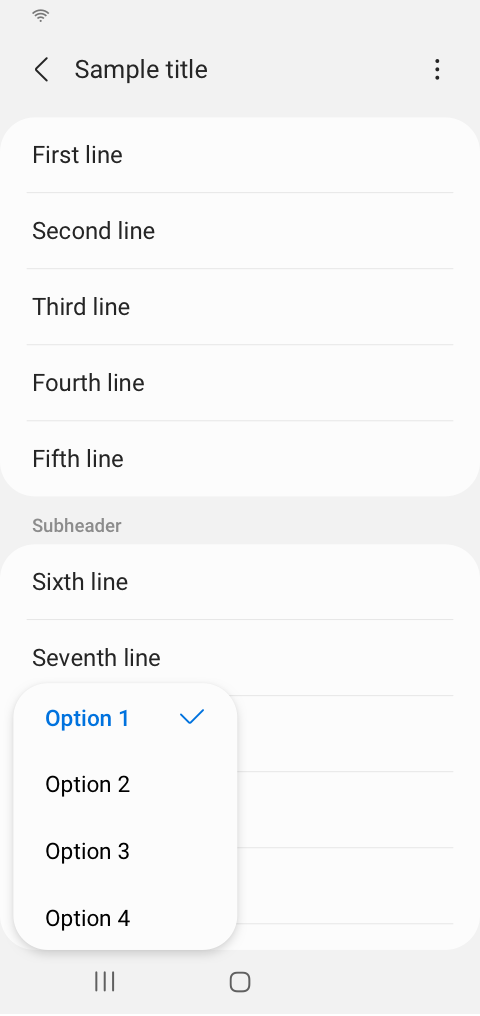 Sample title
First line
Second line
Third line
Fourth line
Fifth line
Subheader
Sixth line
Seventh line
Option 1
Option 2
Option 3
Option 4